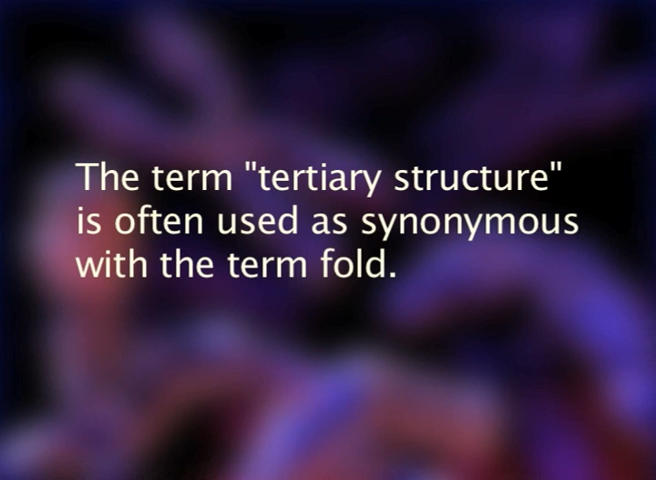 The term "tertiary structure"
is often used as synonymous
with the term fold.